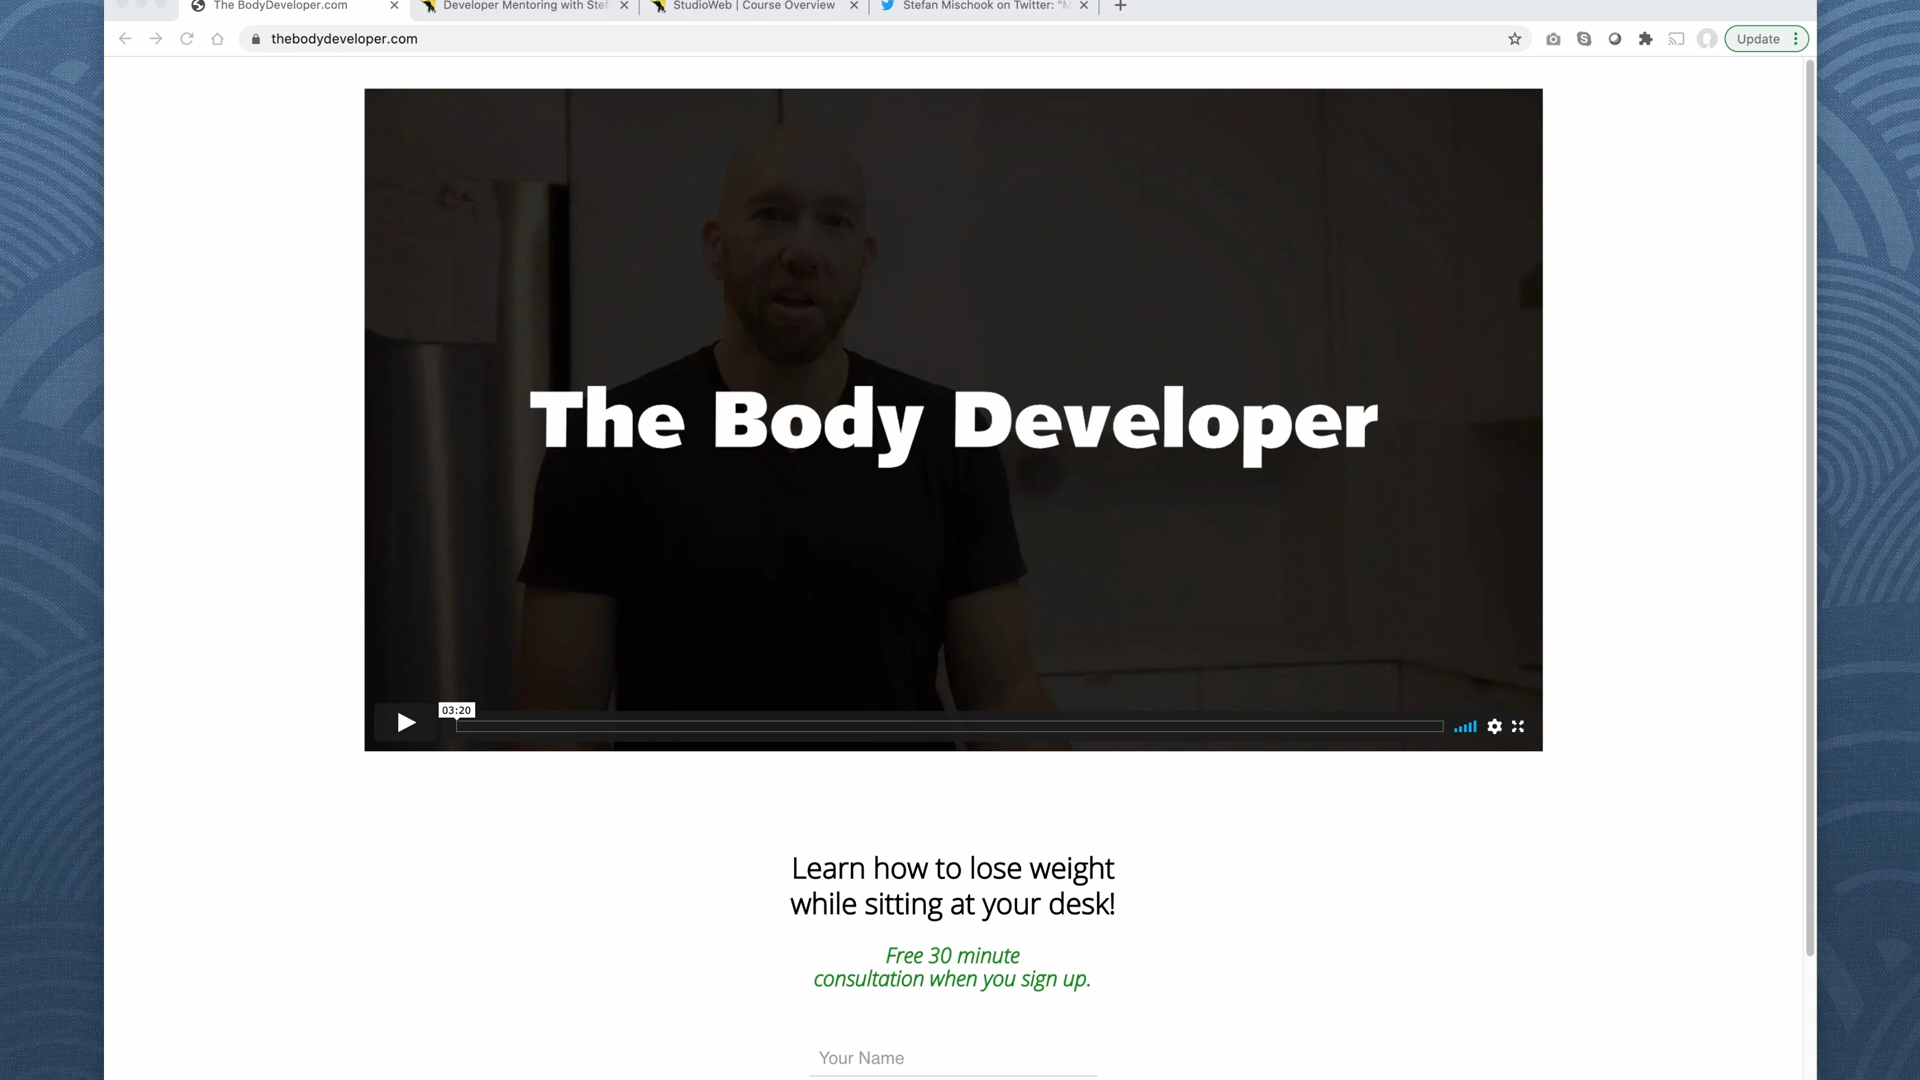 The BodyDeveloper.com
Developer Mentoring with Stef
StudioWeb | Course Overview
Stefan Mischook on Twitter: "M
thebodydeveloper.com
Update
The Body Developer
03:20
Learn how to lose weight
while sitting at your desk!
Free 30 minute
consultation when you sign up.
Your Name